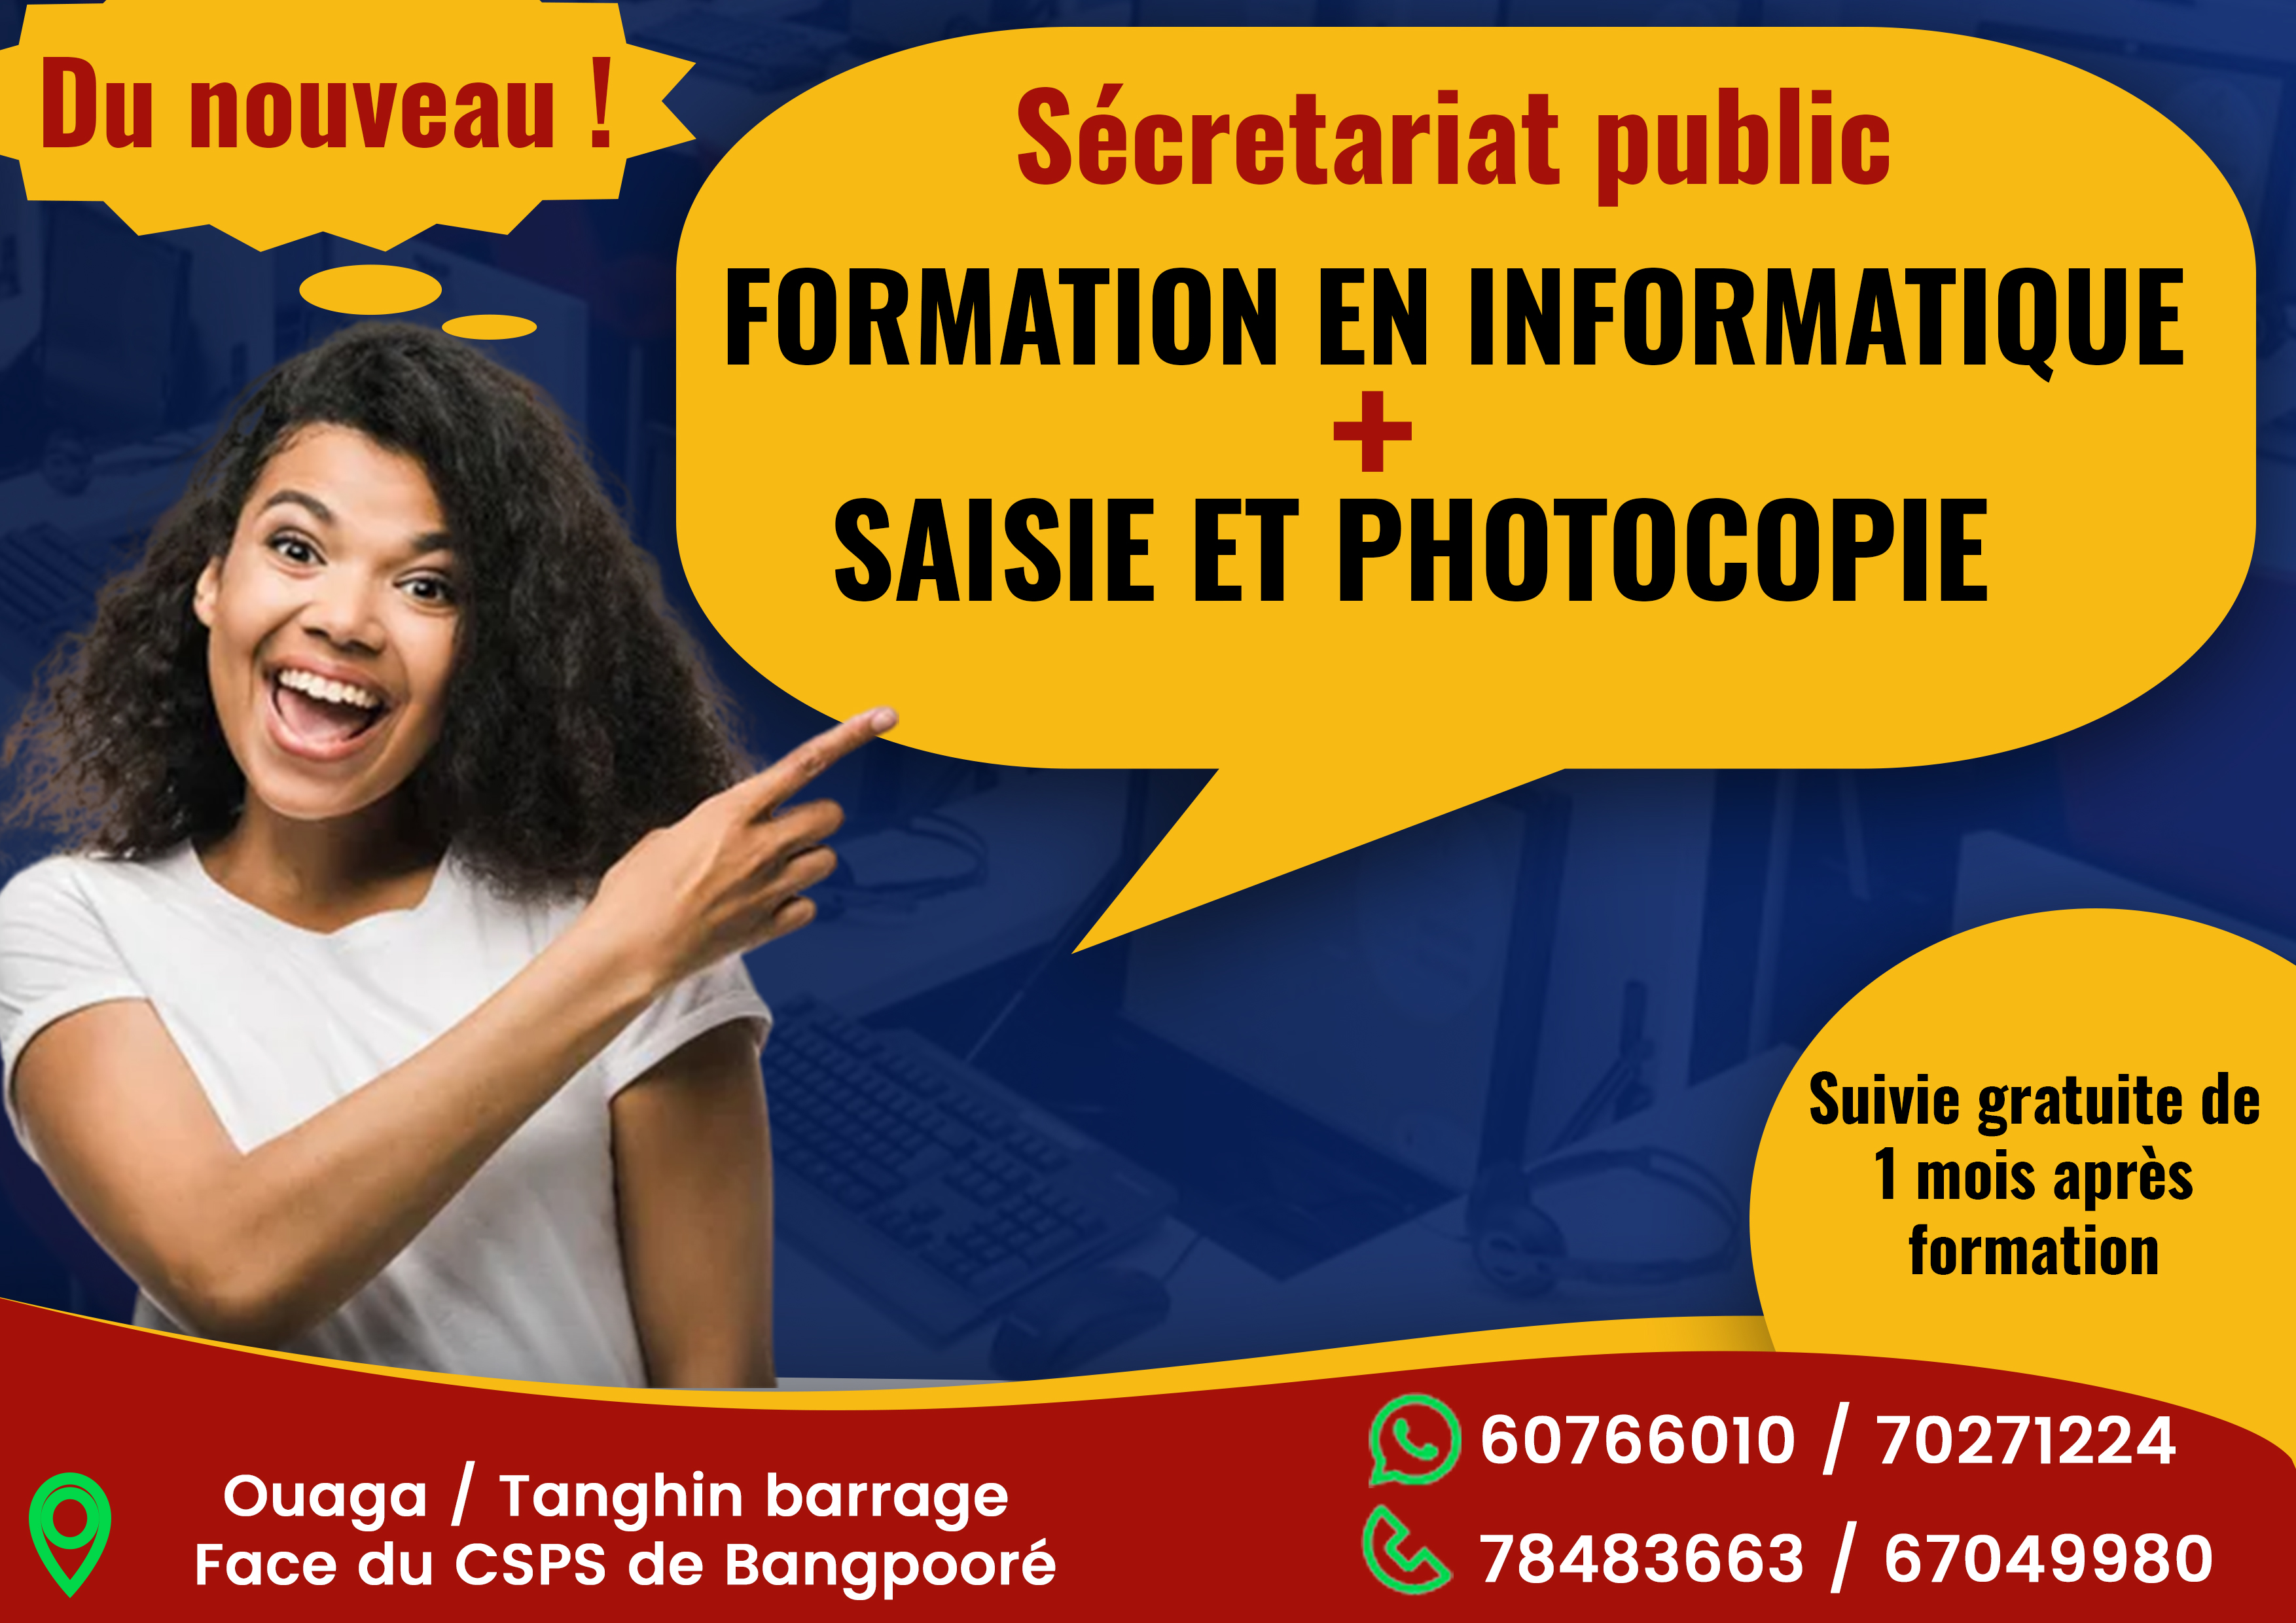 Du nouveau !
Sécretariat public
FORMATION EN INFORMATIQUE
+
SAISIE ET PHOTOCOPIE
Suivie gratuite de
1 mois après
formation
Ouaga / Tanghin barrage
Face du CSPS de Bangpooré
60766010 / 70271224
78483663 / 67049980